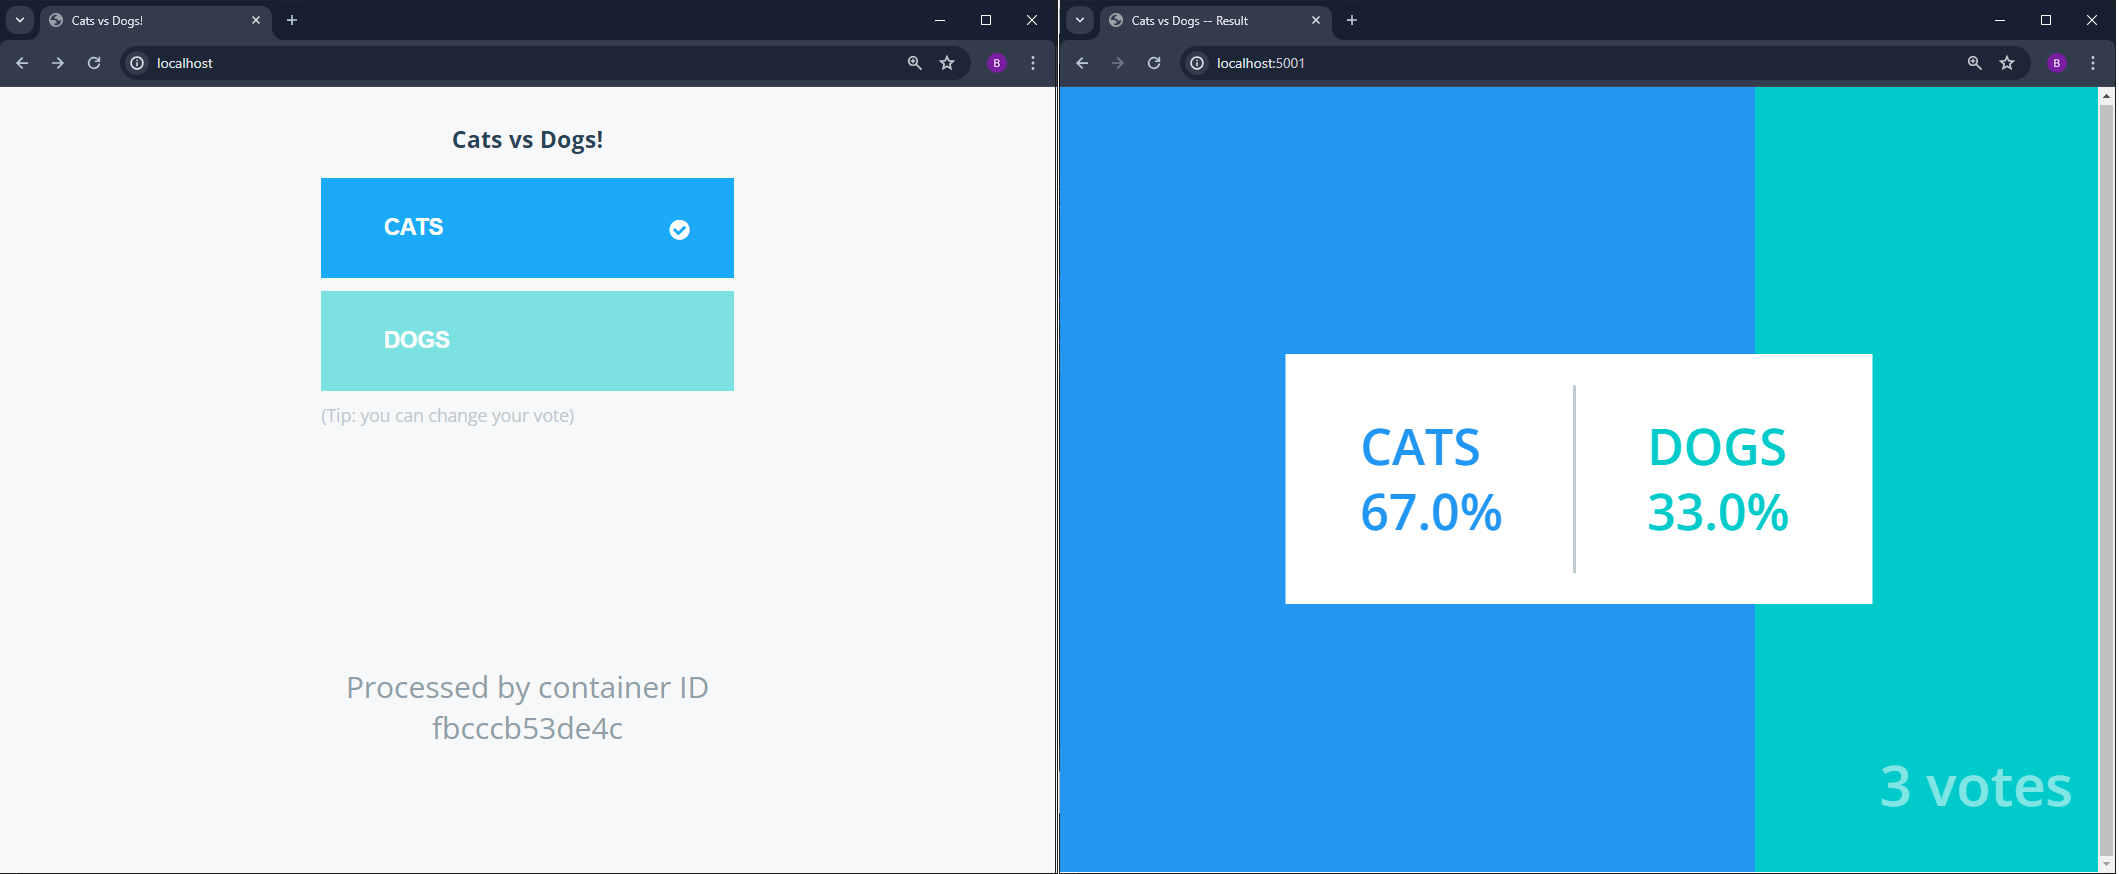 Cats vs Dogs!
localhost
B
Cats vs Dogs!
CATS
DOGS
(Tip: you can change your vote)
Processed by container ID
fbcccb53de4c
Cats vs Dogs -- Result
localhost:5001
B
CATS
67.0%
DOGS
33.0%
3 votes